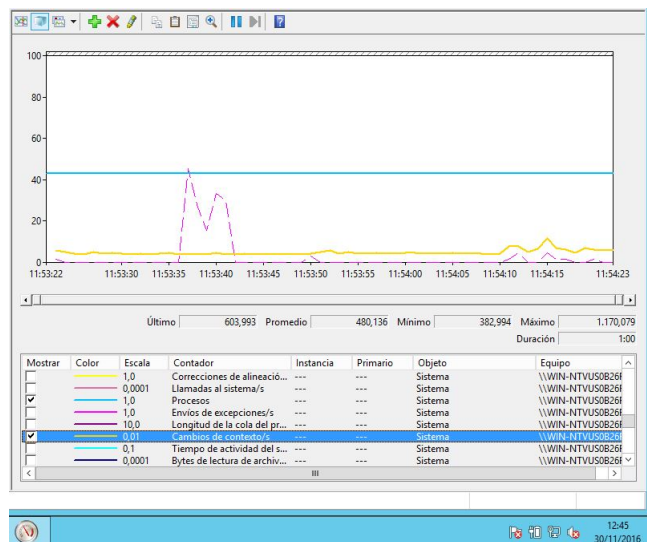 100
80
60
40
20
0
11:53:22 11:53:30 11:53:35 11:53:40 11:53:45 11:53:50 11:53:55 11:54:00 11:54:05 11:54:10 11:54:15 11:54:23
Último 603,993 Promedio 480,136 Mínimo 382,994 Máximo 1.170,079
Duración 1:00
Mostrar Color Escala Contador Instancia Primario Objeto Equipo
1,0 Correcciones de alineació... --- --- Sistema \\WIN-NTVUS0B26F
0,0001 Llamadas al sistema/s --- --- Sistema \\WIN-NTVUS0B26F
1,0 Procesos --- --- Sistema \\WIN-NTVUS0B26F
1,0 Envíos de excepciones/s --- --- Sistema \\WIN-NTVUS0B26F
10,0 Longitud de la cola del pr... --- --- Sistema \\WIN-NTVUS0B26F
0,01 Cambios de contexto/s --- --- Sistema \\WIN-NTVUS0B26F
0,1 Tiempo de actividad del s... --- --- Sistema \\WIN-NTVUS0B26F
0,0001 Bytes de lectura de archiv... --- --- Sistema \\WIN-NTVUS0B26F
12:45
30/11/2016